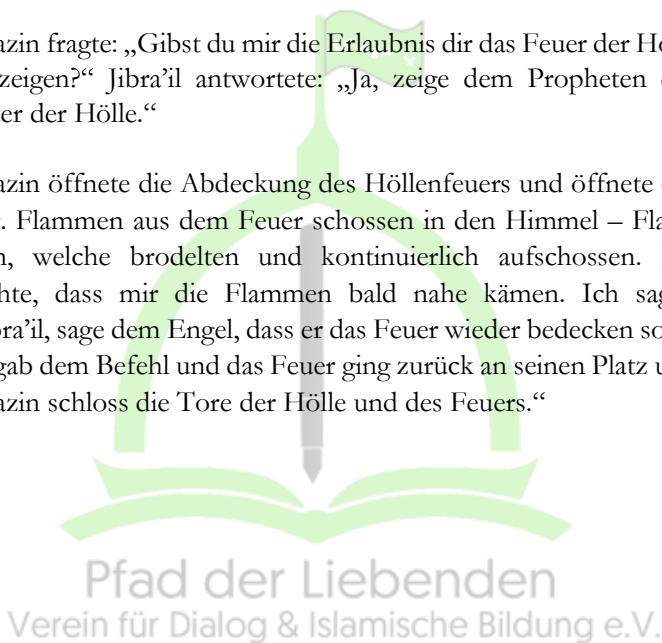 azin fragte: „Gibst du mir die Erlaubnis dir das Feuer der
zeigen?“ Jibra’il antwortete: „Ja, zeige dem Propheten
er der Hölle.“
azin öffnete die Abdeckung des Höllenfeuers und öffnete
. Flammen aus dem Feuer schossen in den Himmel –
n, welche brodelten und kontinuierlich aufschossen.
hte, dass mir die Flammen bald nahe kämen. Ich
bra’il, sage dem Engel, dass er das Feuer wieder bedecken
gab dem Befehl und das Feuer ging zurück an seinen Platz
azin schloss die Tore der Hölle und des Feuers.“
Pfad der Liebenden
Verein für Dialog & Islamische Bildung e.V.